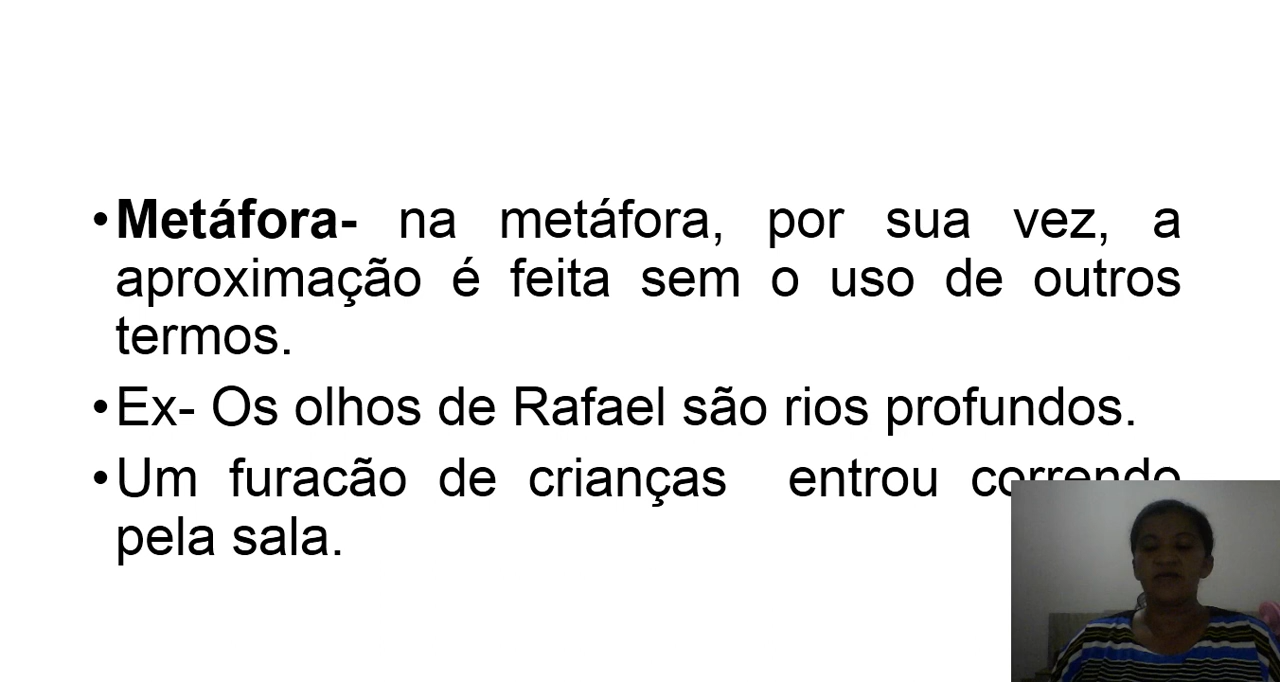 •Metáfora- na metáfora, por sua vez, a
aproximação é feita sem o uso de outros
termos.
•Ex- Os olhos de Rafael são rios profundos.
•Um furacão de crianças entrou correndo
pela sala.